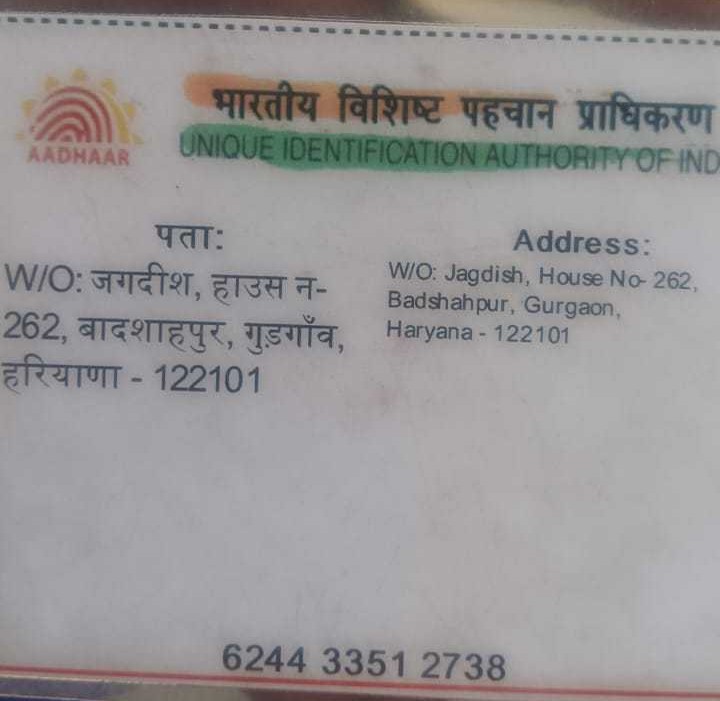 भारतीय विशिष्ट पहचान प्राधिकरण
AADHAAR
UNIQUE IDENTIFICATION AUTHORITY OF IND
पता:
W/O: जगदीश, हाउस न-
262, बादशाहपुर, गुड़गाँव,
हरियाणा - 122101
Address:
W/O: Jagdish, House No- 262,
Badshahpur, Gurgaon,
Haryana - 122101
6244 3351 2738